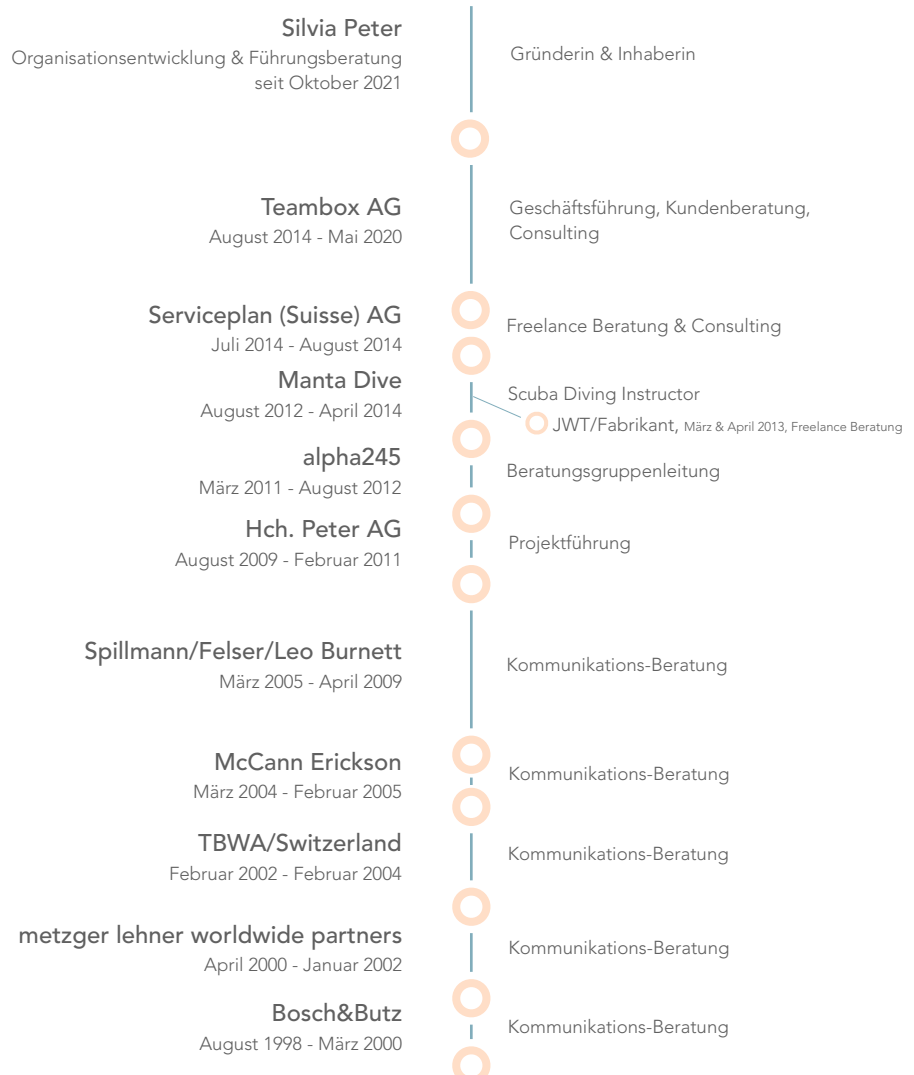 Silvia Peter
Organisationsentwicklung & Führungsberatung
seit Oktober 2021
Gründerin & Inhaberin
Teambox AG
August 2014 - Mai 2020
Geschäftsführung, Kundenberatung,
Consulting
Serviceplan (Suisse) AG
Juli 2014 - August 2014
Freelance Beratung & Consulting
Manta Dive
August 2012 - April 2014
Scuba Diving Instructor
JWT/Fabrikant, März & April 2013, Freelance Beratung
alpha245
März 2011 - August 2012
Beratungsgruppenleitung
Hch. Peter AG
August 2009 - Februar 2011
Projektführung
Spillmann/Felser/Leo Burnett
März 2005 - April 2009
Kommunikations-Beratung
McCann Erickson
März 2004 - Februar 2005
Kommunikations-Beratung
TBWA/Switzerland
Februar 2002 - Februar 2004
Kommunikations-Beratung
metzger lehner worldwide partners
April 2000 - Januar 2002
Kommunikations-Beratung
Bosch&Butz
August 1998 - März 2000
Kommunikations-Beratung